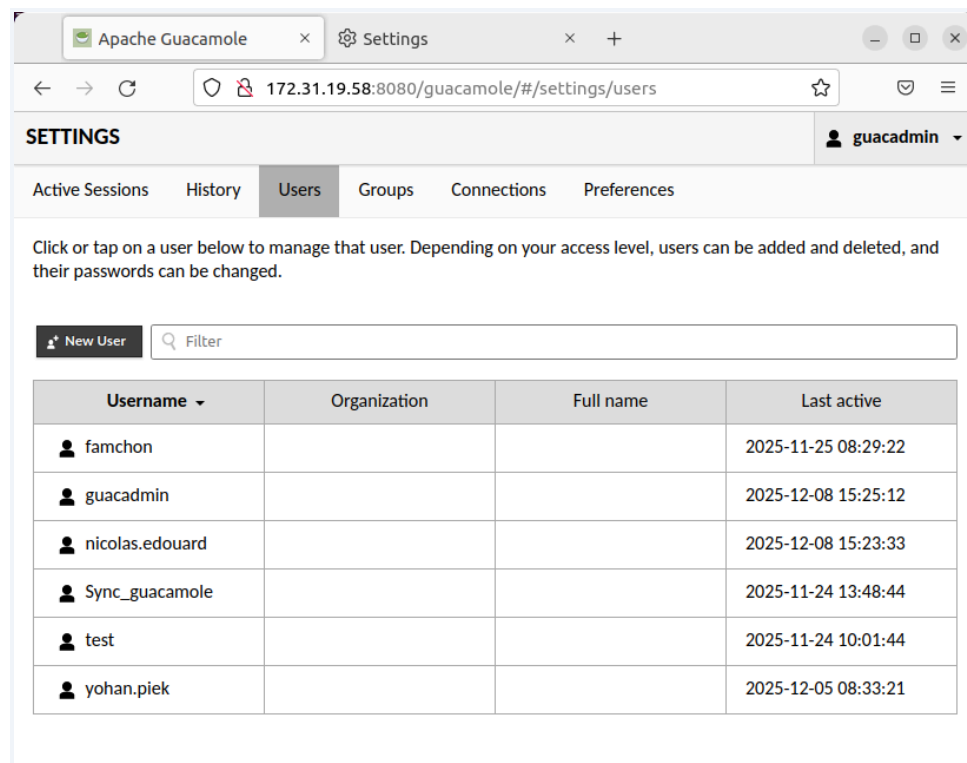 Apache Guacamole
Settings
172.31.19.58:8080/guacamole/#/settings/users
SETTINGS
guacadmin
Active Sessions History Users Groups Connections Preferences
Click or tap on a user below to manage that user. Depending on your access level, users can be added and deleted, and
their passwords can be changed.
New User
Filter
Username Organization Full name Last active
famchon 2025-11-25 08:29:22
guacadmin 2025-12-08 15:25:12
nicolas.edouard 2025-12-08 15:23:33
Sync_guacamole 2025-11-24 13:48:44
test 2025-11-24 10:01:44
yohan.piek 2025-12-05 08:33:21